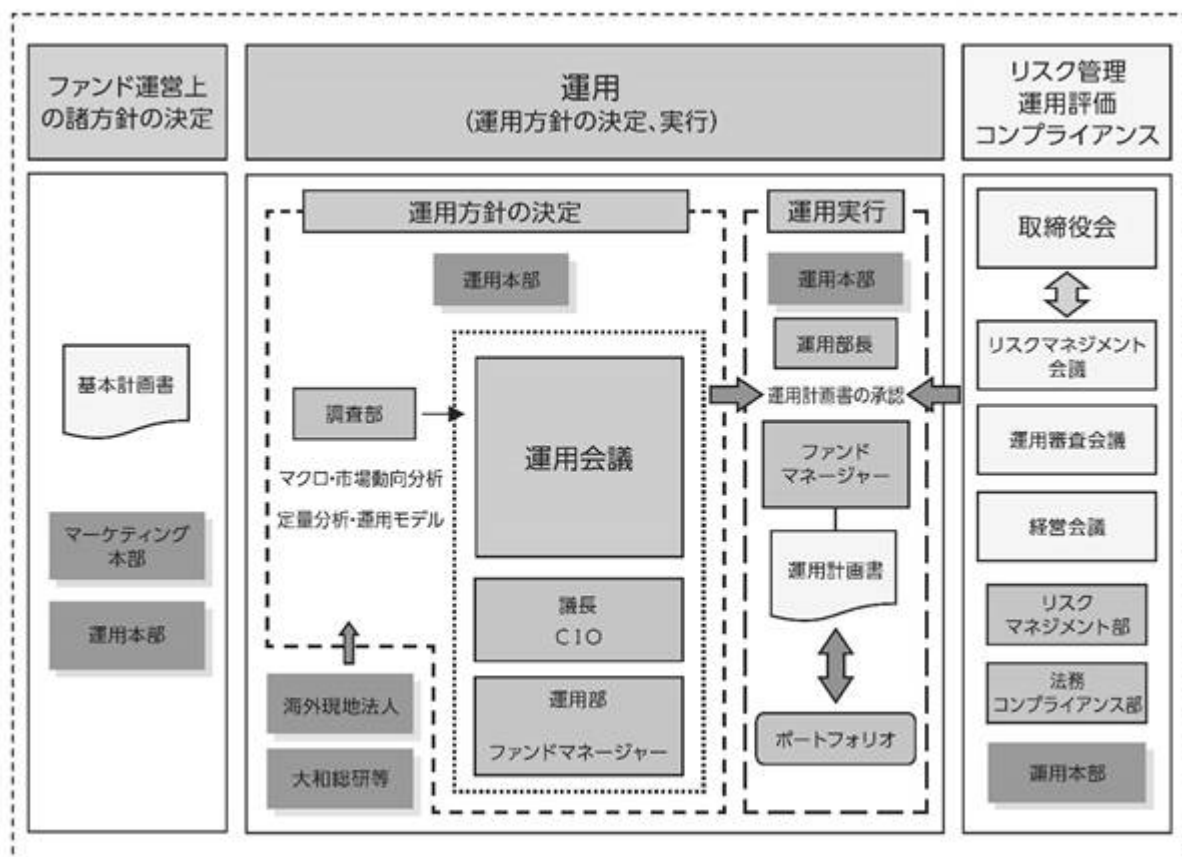 ファンド運営上
の諸方針の決定
運用
(運用方針の決定、実行)
リスク管理
運用評価
コンプライアンス
基本計画書
マーケティング
本部
運用本部
運用方針の決定
運用本部
調査部
マクロ・市場動向分析
定量分析・運用モデル
海外現地法人
大和総研等
運用会議
議長
CIO
運用部
ファンドマネージャー
運用実行
運用本部
運用部長
運用計画書の承認
ファンド
マネージャー
運用計画書
ポートフォリオ
取締役会
リスクマネジメント
会議
運用審査会議
経営会議
リスク
マネジメント部
法務
コンプライアンス部
運用本部